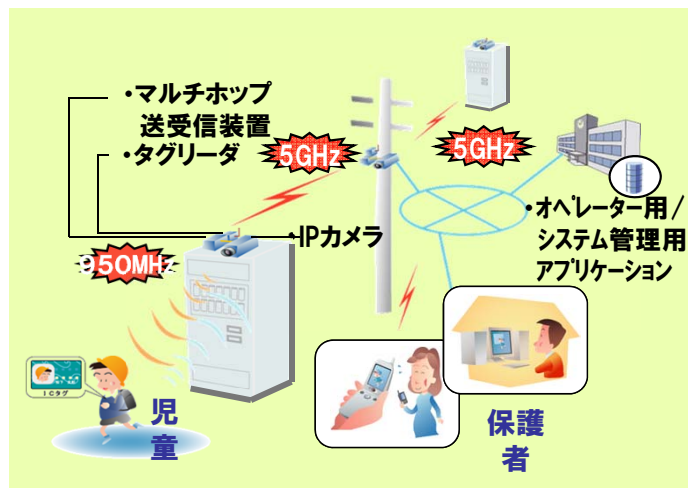 ・マルチホップ
送受信装置
・タグリーダ
5GHz
5GHz
・IPカメラ
950MHz
・オペレーター用/
システム管理用
アプリケーション
ICタグ
児
童
保護
者